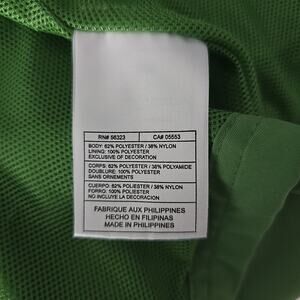 RN# 56323 CA# 05553
BODY: 62% POLYESTER / 38% NYLON
LINING: 100% POLYESTER
EXCLUSIVE OF DECORATION
CORPS: 62% POLYESTER / 38% POLYAMIDE
DOUBLURE: 100% POLYESTER
SANS ORNEMENTS
CUERPO: 62% POLIESTER / 38% NYLON
FORRO: 100% POLIESTER
NO INCLUYE LA DECORACION
FABRIQUE AUX PHILIPPINES
HECHO EN FILIPINAS
MADE IN PHILIPPINES